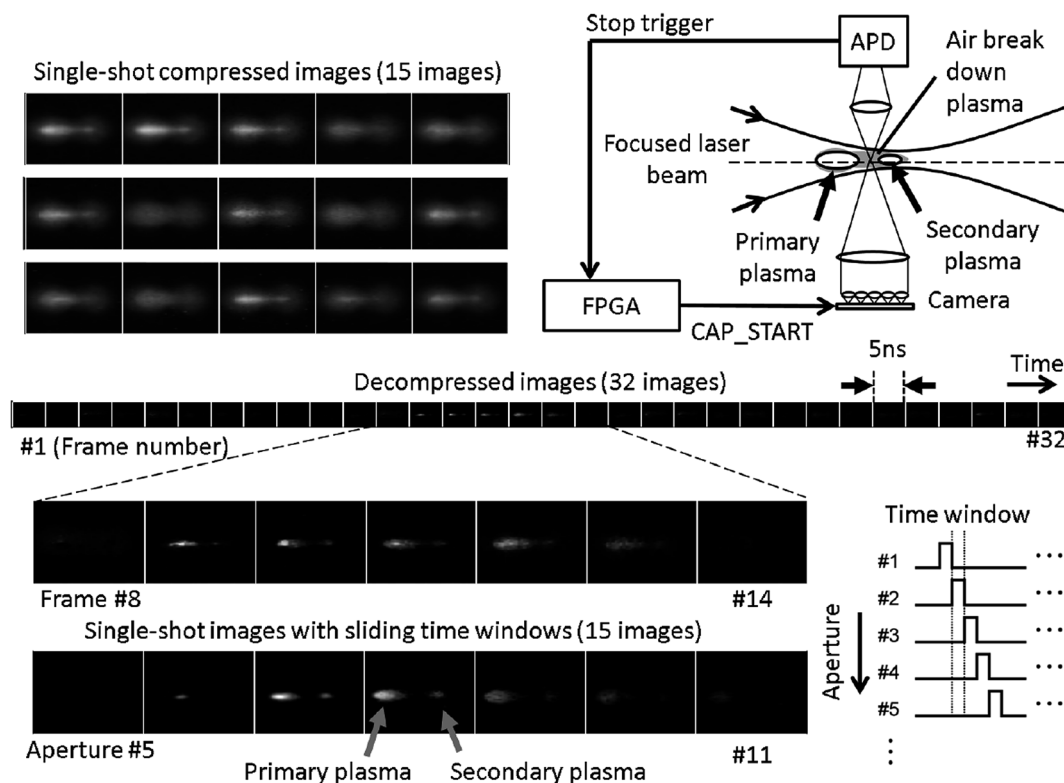 Single-shot compressed images (15 images)
Stop trigger
APD
Air break
down
plasma
Focused laser
beam
Primary
plasma
Secondary
plasma
FPGA
CAP_START
Camera
Decompressed images (32 images)
5ns
Time
#1 (Frame number)
#32
Frame #8
#14
Single-shot images with sliding time windows (15 images)
Aperture #5
#11
Primary plasma
Secondary plasma
Time window
Aperture
#1
#2
#3
#4
#5